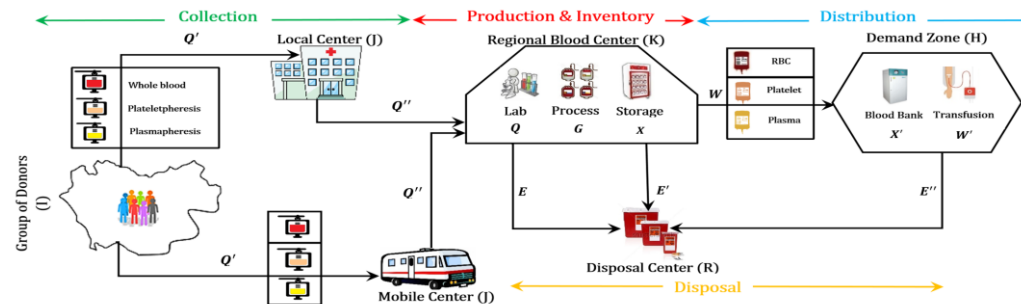 Collection
Production & Inventory
Distribution
Q'
Local Center (J)
Regional Blood Center (K)
Demand Zone (H)
Whole blood
Plateletpheresis
Plasmapheresis
Q''
Lab
Process
Storage
Q
G
X
W
RBC
Platelet
Plasma
Blood Bank
Transfusion
X'
W'
Group of Donors
(I)
Q''
E
E'
E''
Q'
Mobile Center (J)
Disposal Center (R)
Disposal